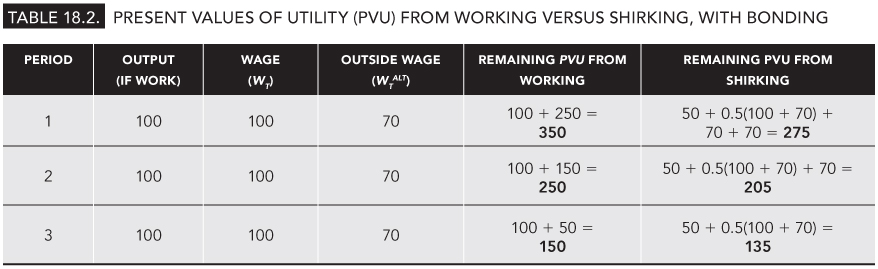 TABLE 18.2. PRESENT VALUES OF UTILITY (PVU) FROM WORKING VERSUS SHIRKING, WITH BONDING
PERIOD OUTPUT (IF WORK) WAGE (W_T) OUTSIDE WAGE (W_T^ALT) REMAINING PVU FROM WORKING REMAINING PVU FROM SHIRKING
1 100 100 70 100 + 250 = 350 50 + 0.5(100 + 70) + 70 + 70 = 275
2 100 100 70 100 + 150 = 250 50 + 0.5(100 + 70) + 70 = 205
3 100 100 70 100 + 50 = 150 50 + 0.5(100 + 70) = 135